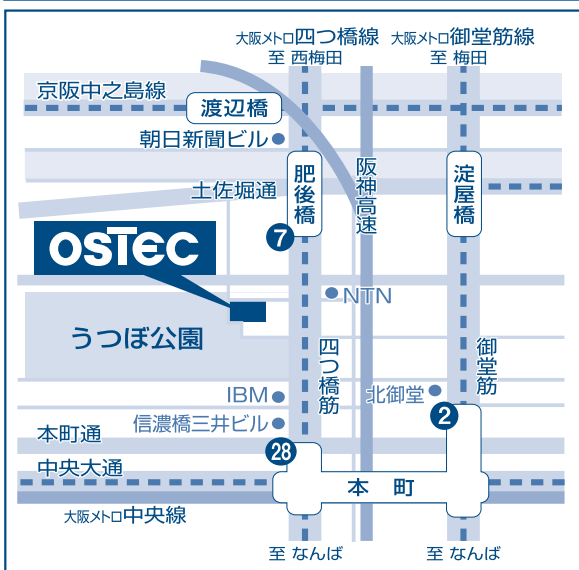 大阪メトロ四つ橋線
至 西梅田
大阪メトロ御堂筋線
至 梅田
京阪中之島線
渡辺橋
朝日新聞ビル
肥後橋
阪神高速
淀屋橋
土佐堀通
7
OSTEC
NTN
うつぼ公園
四つ橋筋
御堂筋
IBM
北御堂
信濃橋三井ビル
2
本町通
28
中央大通
本町
大阪メトロ中央線
至 なんば
至 なんば